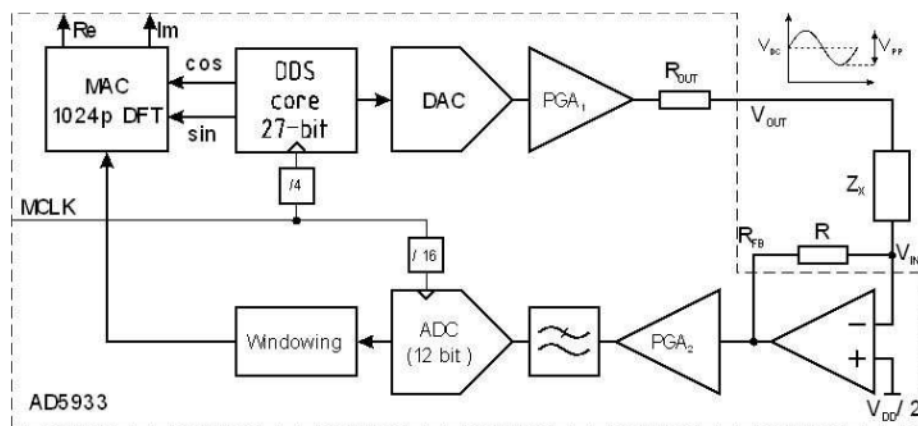 Re
Im
MAC
1024p DFT
cos
sin
DDS
core
27-bit
DAC
PGA1
ROUT
VOUT
VDC
VPP
ZX
/4
MCLK
/ 16
RFB
R
VIN
Windowing
ADC
(12 bit )
PGA2
−
+
VDD/ 2
AD5933